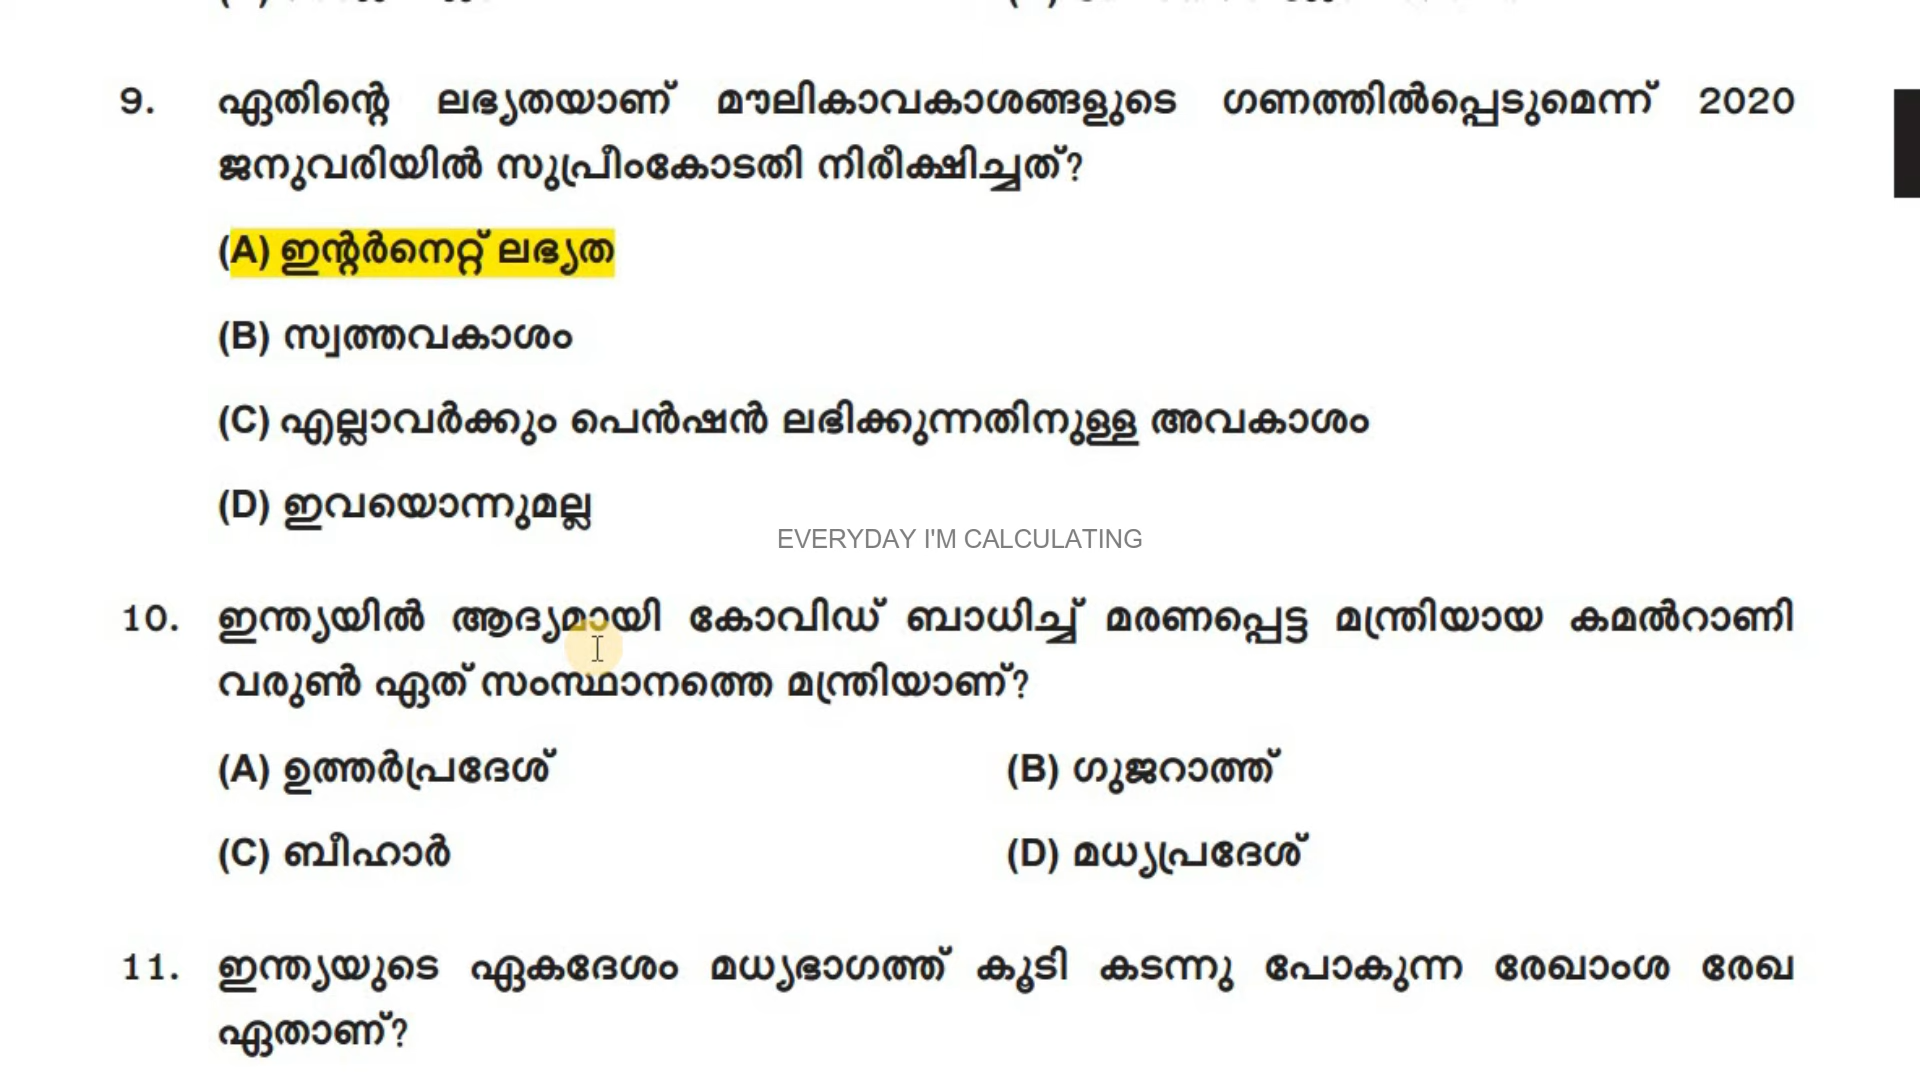 9. ഏതിന്റെ ലഭ്യതയാണ് മൗലികാവകാശങ്ങളുടെ ഗണത്തിൽപ്പെടുമെന്ന് 2020
ജനുവരിയിൽ സുപ്രീംകോടതി നിരീക്ഷിച്ചത്?
(A) ഇന്റർനെറ്റ് ലഭ്യത
(B) സ്വത്തവകാശം
(C) എല്ലാവർക്കും പെൻഷൻ ലഭിക്കുന്നതിനുള്ള അവകാശം
(D) ഇവയൊന്നുമല്ല
EVERYDAY I'M CALCULATING
10. ഇന്ത്യയിൽ ആദ്യമായി കോവിഡ് ബാധിച്ച് മരണപ്പെട്ട മന്ത്രിയായ കമൽറാണി
വരുൺ ഏത് സംസ്ഥാനത്തെ മന്ത്രിയാണ്?
(A) ഉത്തർപ്രദേശ് (B) ഗുജറാത്ത്
(C) ബീഹാർ (D) മധ്യപ്രദേശ്
11. ഇന്ത്യയുടെ ഏകദേശം മധ്യഭാഗത്ത് കൂടി കടന്നു പോകുന്ന രേഖാംശ രേഖ
ഏതാണ്?